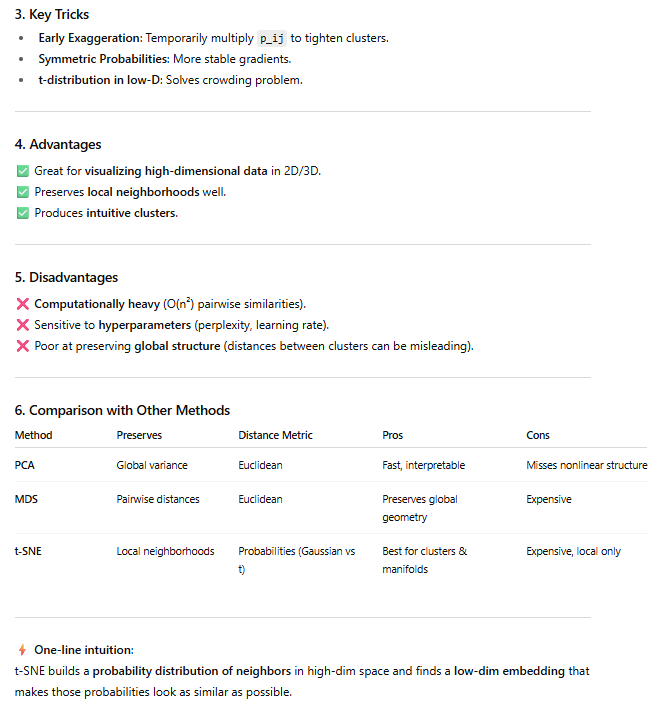 3. Key Tricks
• Early Exaggeration: Temporarily multiply p_ij to tighten clusters.
• Symmetric Probabilities: More stable gradients.
• t-distribution in low-D: Solves crowding problem.
4. Advantages
✅ Great for visualizing high-dimensional data in 2D/3D.
✅ Preserves local neighborhoods well.
✅ Produces intuitive clusters.
5. Disadvantages
❌ Computationally heavy (O(n²) pairwise similarities).
❌ Sensitive to hyperparameters (perplexity, learning rate).
❌ Poor at preserving global structure (distances between clusters can be misleading).
6. Comparison with Other Methods
Method Preserves Distance Metric Pros Cons
PCA Global variance Euclidean Fast, interpretable Misses nonlinear structure
MDS Pairwise distances Euclidean Preserves global Expensive
geometry
t-SNE Local neighborhoods Probabilities (Gaussian vs Best for clusters & Expensive, local only
t) manifolds
⚡ One-line intuition:
t-SNE builds a probability distribution of neighbors in high-dim space and finds a low-dim embedding that
makes those probabilities look as similar as possible.